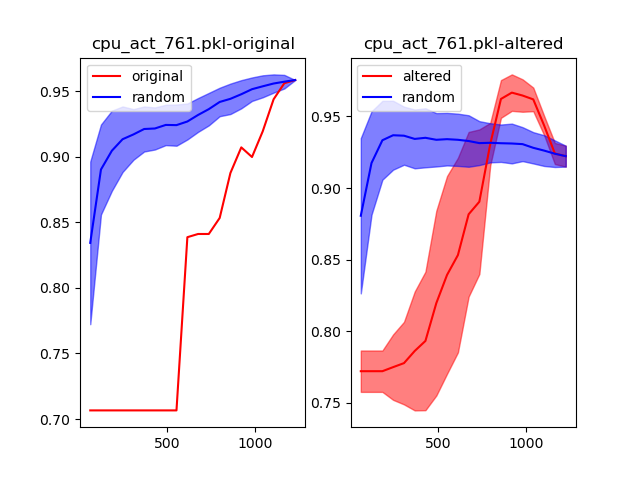 cpu_act_761.pkl-original
original
random
0.95
0.90
0.85
0.80
0.75
0.70
500
1000
cpu_act_761.pkl-altered
altered
random
0.95
0.90
0.85
0.80
0.75
500
1000